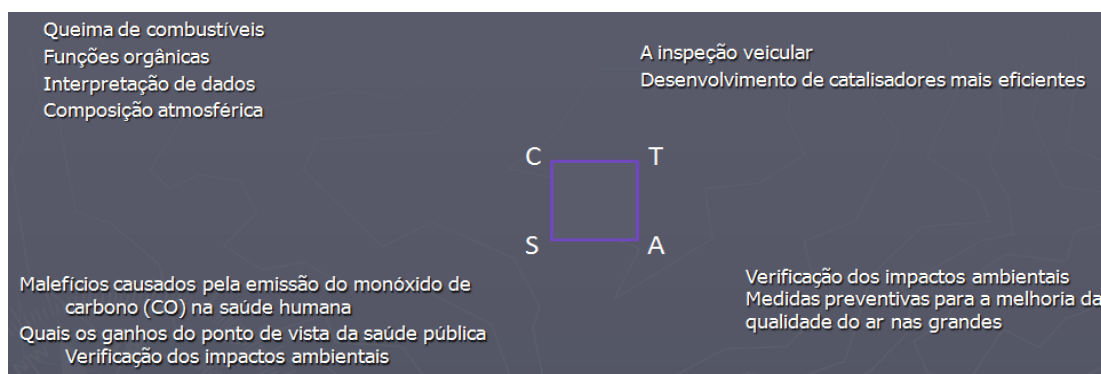 Queima de combustíveis
Funções orgânicas
Interpretação de dados
Composição atmosférica
A inspeção veicular
Desenvolvimento de catalisadores mais eficientes
C T
S A
Malefícios causados pela emissão do monóxido de
carbono (CO) na saúde humana
Quais os ganhos do ponto de vista da saúde pública
Verificação dos impactos ambientais
Verificação dos impactos ambientais
Medidas preventivas para a melhoria da
qualidade do ar nas grandes